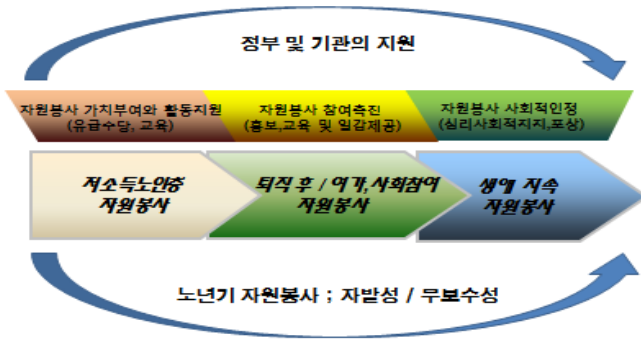 정부 및 기관의 지원
자원봉사 가치부여와 활동지원
(유급수당, 교육)
자원봉사 참여촉진
(홍보,교육 및 일감제공)
자원봉사 사회적인정
(심리사회적지지,포상)
저소득노인층
자원봉사
퇴직 후 / 여가,사회참여
자원봉사
생애 지속
자원봉사
노년기 자원봉사 ; 자발성 / 무보수성